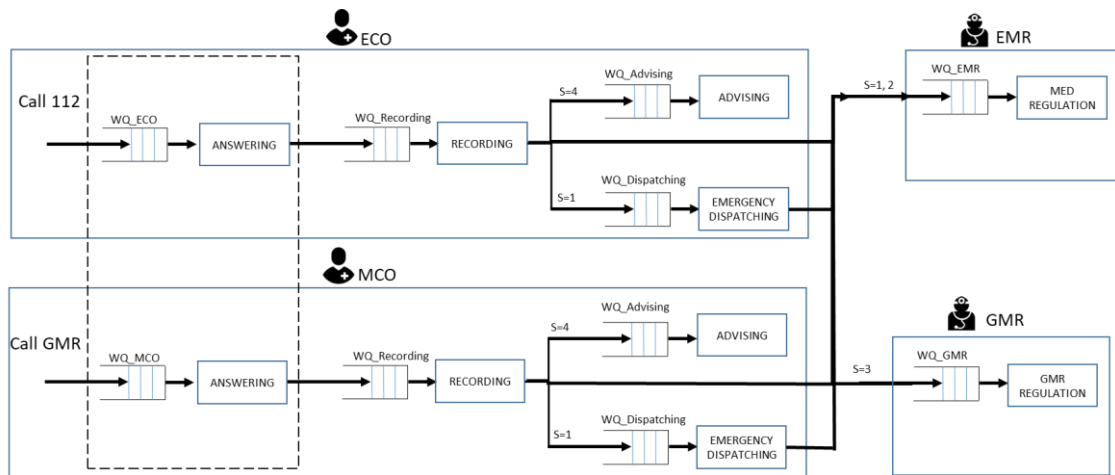 ECO
EMR
Call 112
WQ_ECO
ANSWERING
WQ_Recording
RECORDING
S=4
WQ_Advising
ADVISING
S=1
WQ_Dispatching
EMERGENCY
DISPATCHING
S=1, 2
WQ_EMR
MED
REGULATION
MCO
GMR
Call GMR
WQ_MCO
ANSWERING
WQ_Recording
RECORDING
S=4
WQ_Advising
ADVISING
S=1
WQ_Dispatching
EMERGENCY
DISPATCHING
S=3
WQ_GMR
GMR
REGULATION